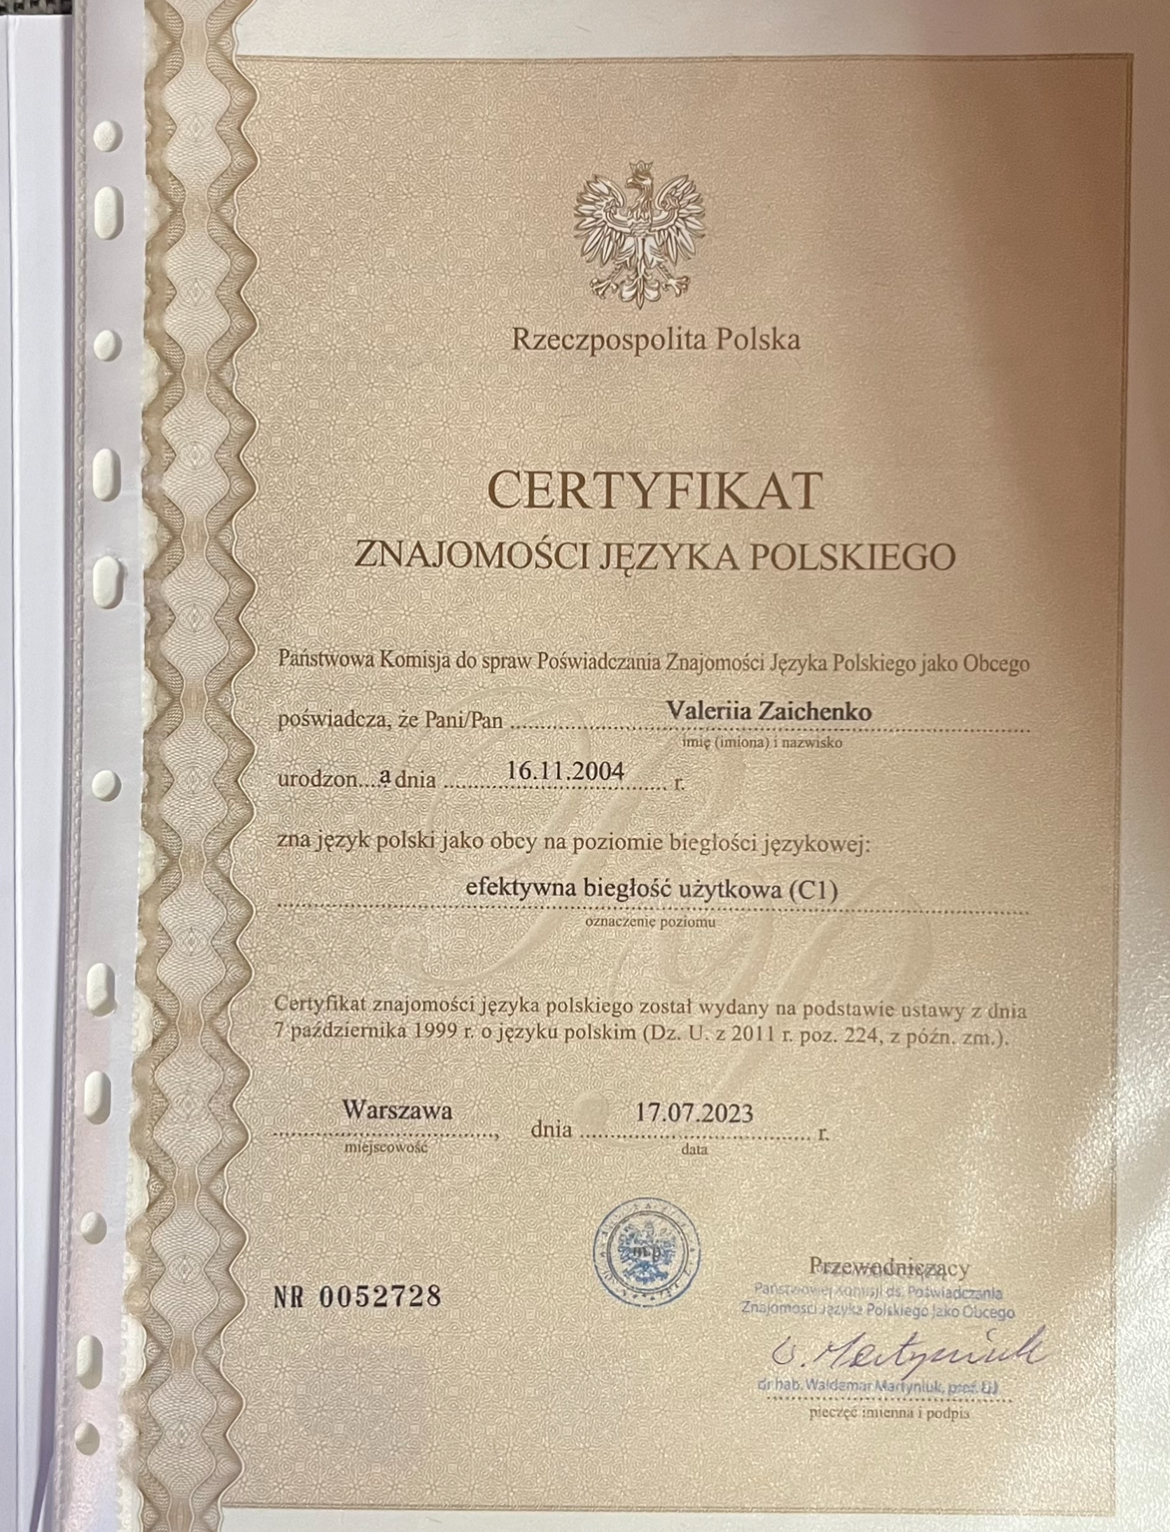 Rzeczpospolita Polska
CERTYFIKAT
ZNAJOMOŚCI JĘZYKA POLSKIEGO
Państwowa Komisja do spraw Poświadczania Znajomości Języka Polskiego jako Obcego
poświadcza, że Pani/Pan Valeriia Zaichenko
imię (imiona) i nazwisko
urodzon...a dnia 16.11.2004 r.
zna język polski jako obcy na poziomie biegłości językowej:
efektywna biegłość użytkowa (C1)
oznaczenie poziomu
Certyfikat znajomości języka polskiego został wydany na podstawie ustawy z dnia
7 października 1999 r. o języku polskim (Dz. U. z 2011 r. poz. 224, z późn. zm.).
Warszawa, dnia 17.07.2023 r.
miejscowość data
NR 0052728
Przewodniczący
Państwowej Komisji ds. Poświadczania
Znajomości Języka Polskiego jako Obcego
W. Martyniuk
dr hab. Waldemar Martyniuk, prof. UJ
pieczęć imienna i podpis